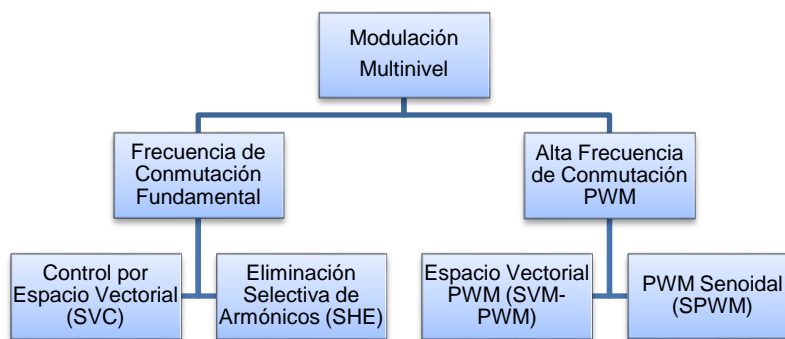 Modulación
Multinivel
Frecuencia de
Conmutación
Fundamental
Alta Frecuencia
de Conmutación
PWM
Control por
Espacio Vectorial
(SVC)
Eliminación
Selectiva de
Armónicos (SHE)
Espacio Vectorial
PWM (SVM-
PWM)
PWM Senoidal
(SPWM)